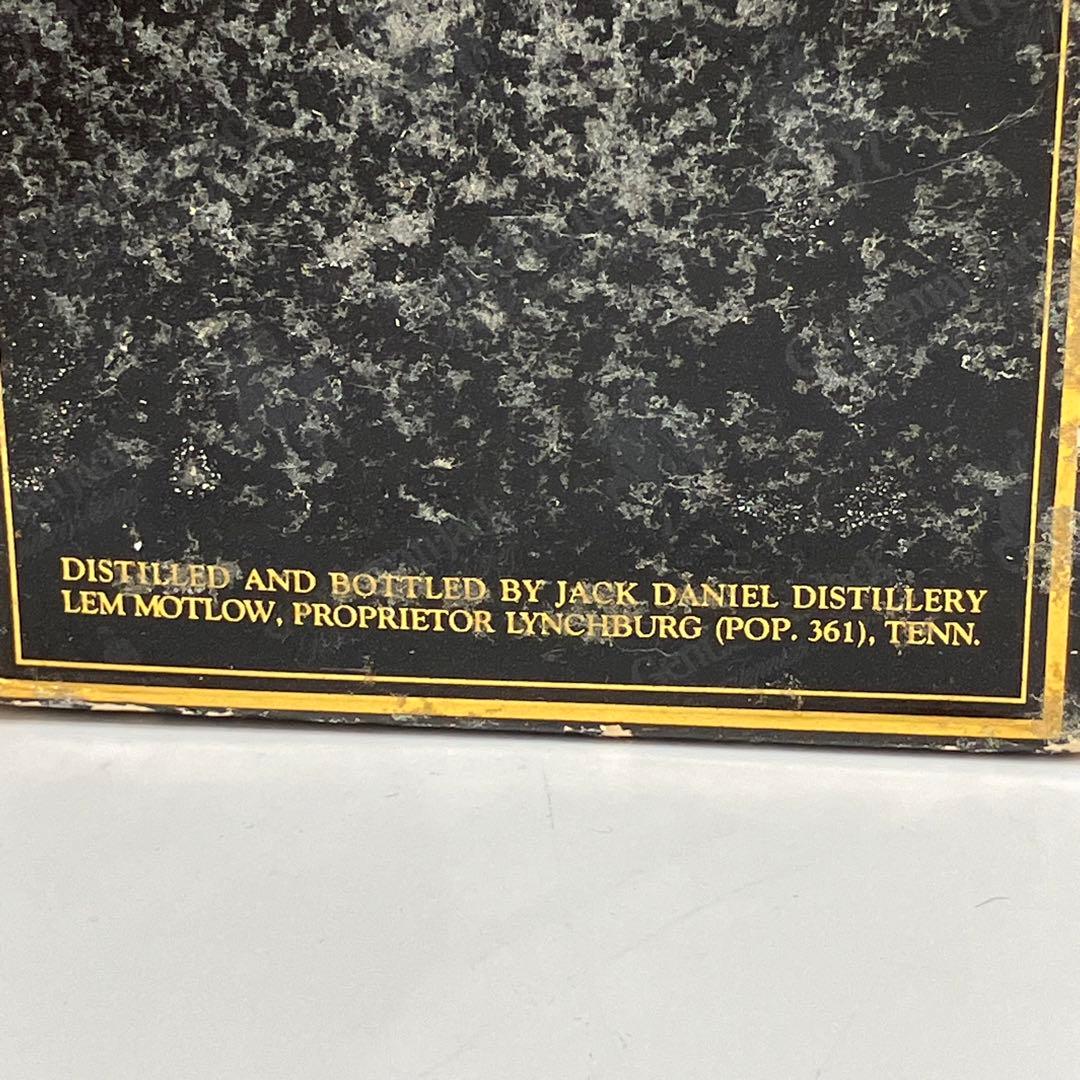 DISTILLED AND BOTTLED BY JACK DANIEL DISTILLERY
LEM MOTLOW, PROPRIETOR LYNCHBURG (POP. 361), TENN.